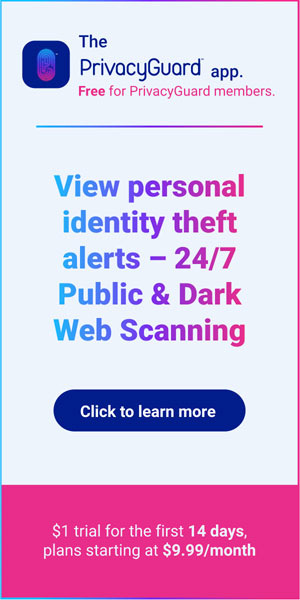 The
PrivacyGuard™ app.
Free for PrivacyGuard members.
View personal
identity theft
alerts – 24/7
Public & Dark
Web Scanning
Click to learn more
$1 trial for the first 14 days,
plans starting at $9.99/month